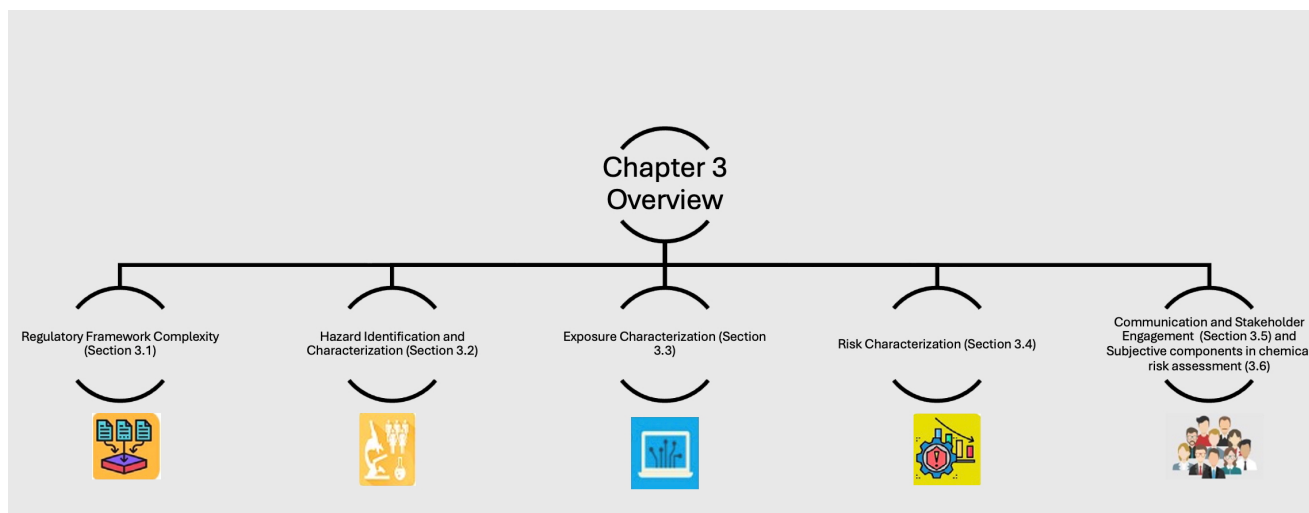 Chapter 3
Overview
Regulatory Framework Complexity
(Section 3.1)
Hazard Identification and
Characterization (Section 3.2)
Exposure Characterization (Section
3.3)
Risk Characterization (Section 3.4)
Communication and Stakeholder
Engagement (Section 3.5) and
Subjective components in chemical
risk assessment (3.6)